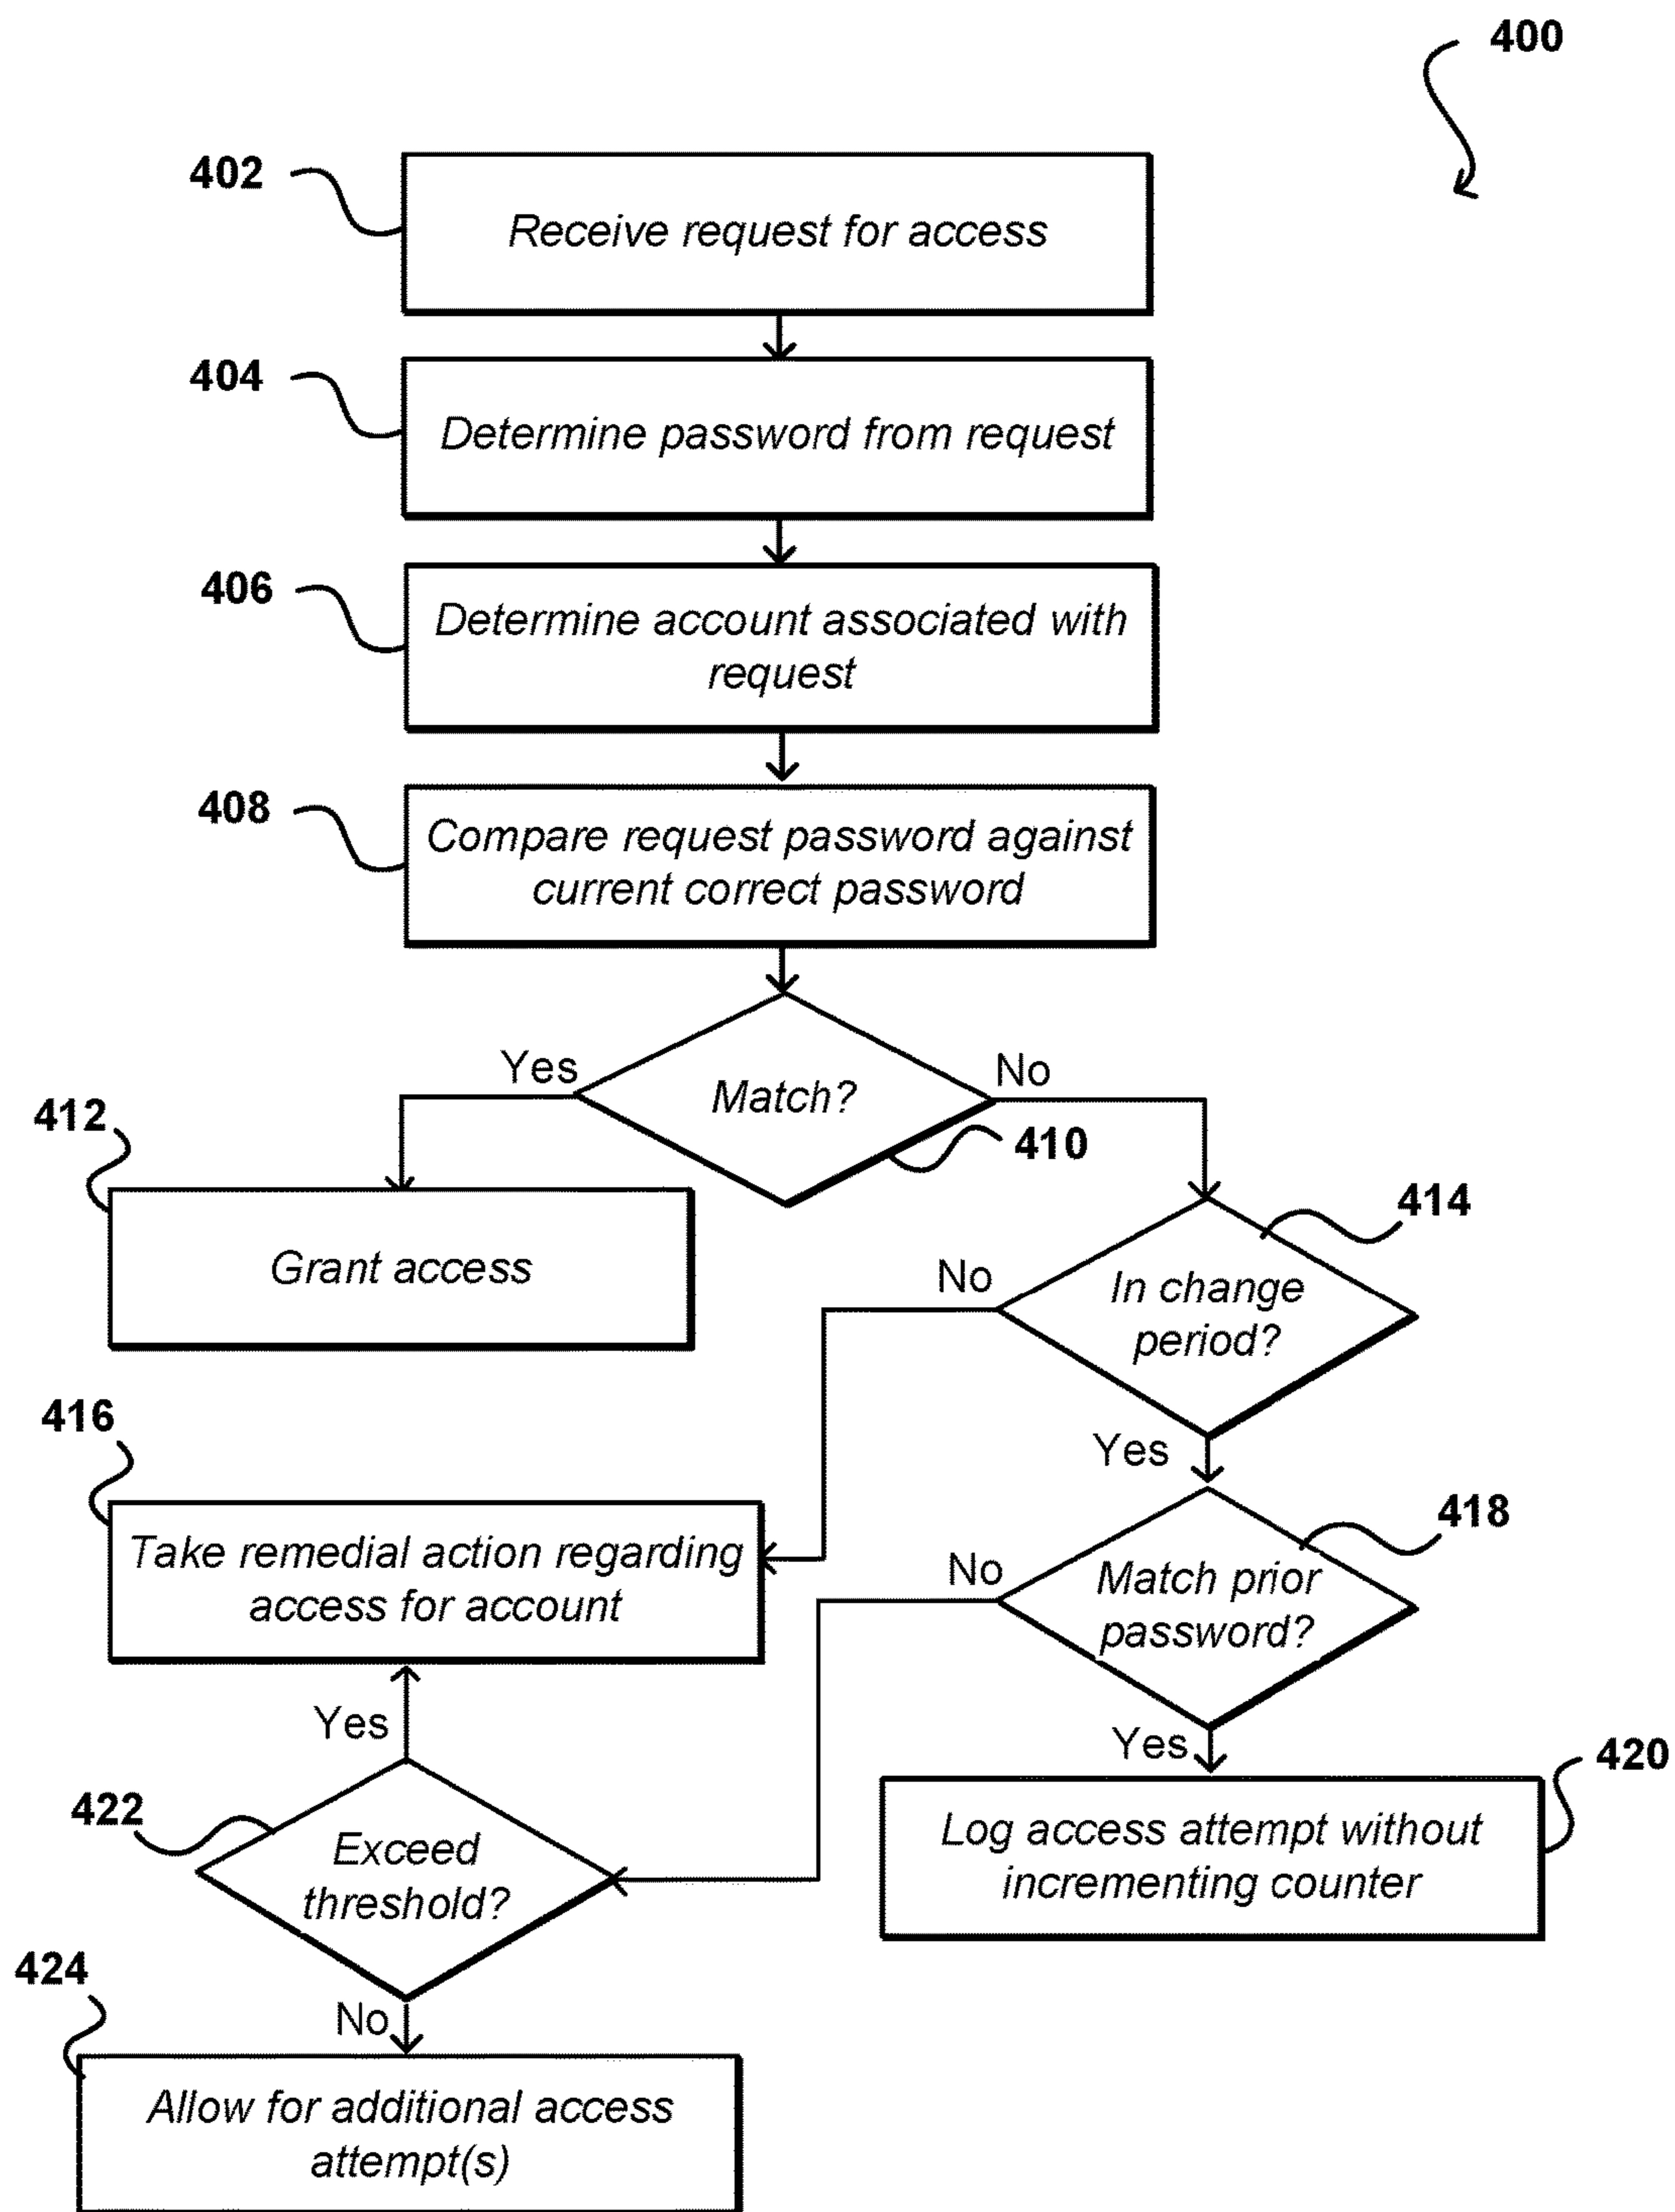 400
402
Receive request for access
404
Determine password from request
406
Determine account associated with
request
408
Compare request password against
current correct password
Yes
Match?
No
410
412
Grant access
414
No
In change
period?
Yes
416
Take remedial action regarding
access for account
418
No
Match prior
password?
Yes
Yes
420
Log access attempt without
incrementing counter
422
Exceed
threshold?
No
424
Allow for additional access
attempt(s)